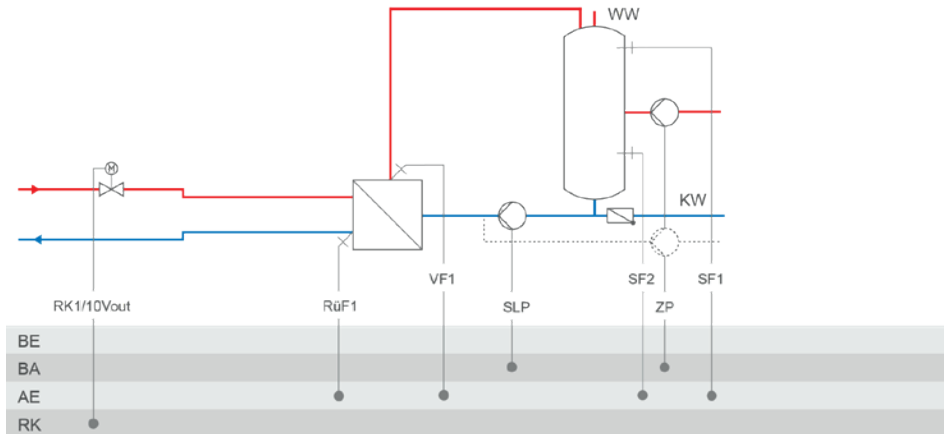 WW
M
KW
VF1
SF2
SF1
RK1/10Vout
RüF1
SLP
ZP
BE
BA
AE
RK